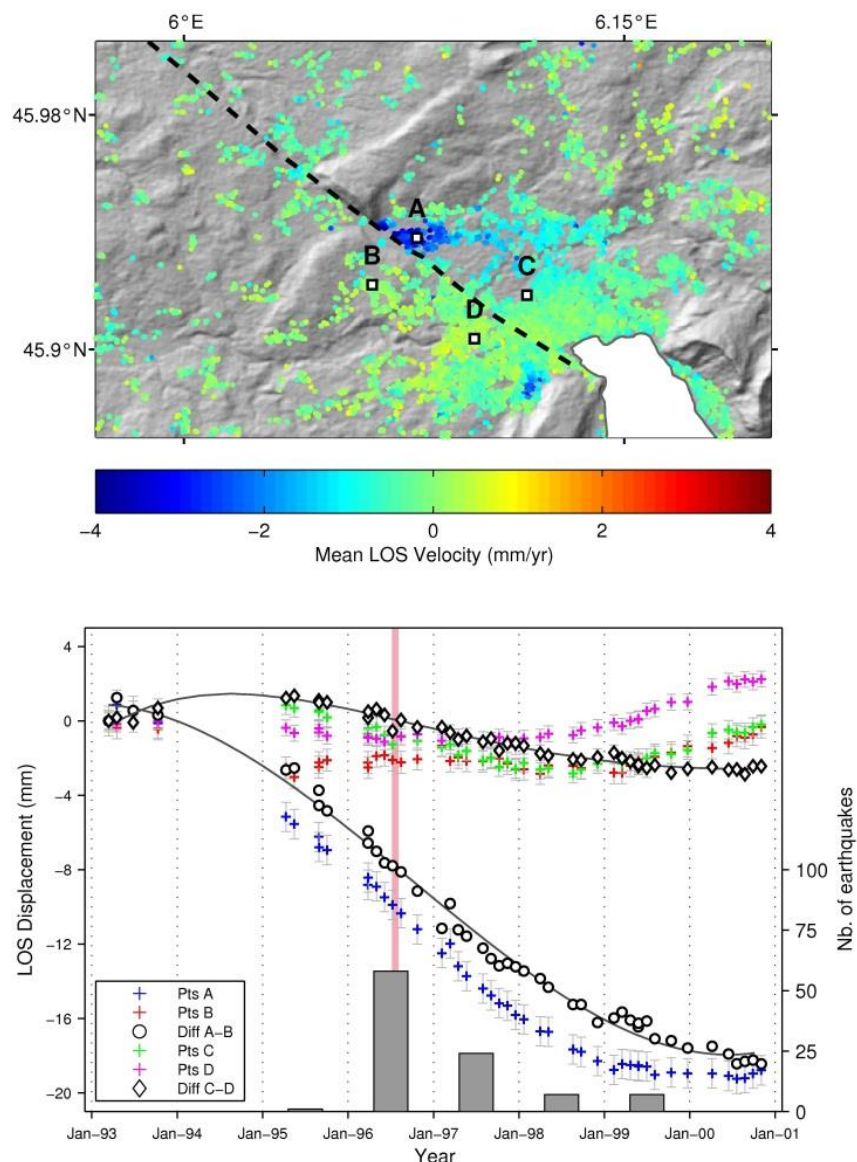 6°E 6.15°E
45.98°N
A
B
C
D
45.9°N
−4 −2 0 2 4
Mean LOS Velocity (mm/yr)
4
0
−4
−8
−12
−16
−20
LOS Displacement (mm)
100
75
50
25
0
Nb. of earthquakes
Pts A
Pts B
Diff A−B
Pts C
Pts D
Diff C−D
Jan−93 Jan−94 Jan−95 Jan−96 Jan−97 Jan−98 Jan−99 Jan−00 Jan−01
Year